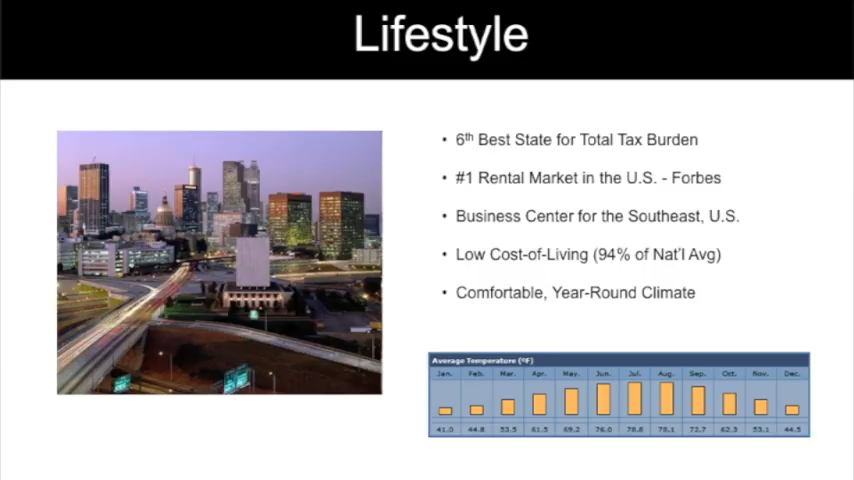 Lifestyle
• 6th Best State for Total Tax Burden
• #1 Rental Market in the U.S. - Forbes
• Business Center for the Southeast, U.S.
• Low Cost-of-Living (94% of Nat'l Avg)
• Comfortable, Year-Round Climate
Average Temperature (ºF)
Jan. Feb. Mar. Apr. May. Jun. Jul. Aug. Sep. Oct. Nov. Dec.
41.0 44.8 53.5 61.5 69.2 76.0 78.8 78.1 72.7 62.3 53.1 44.5